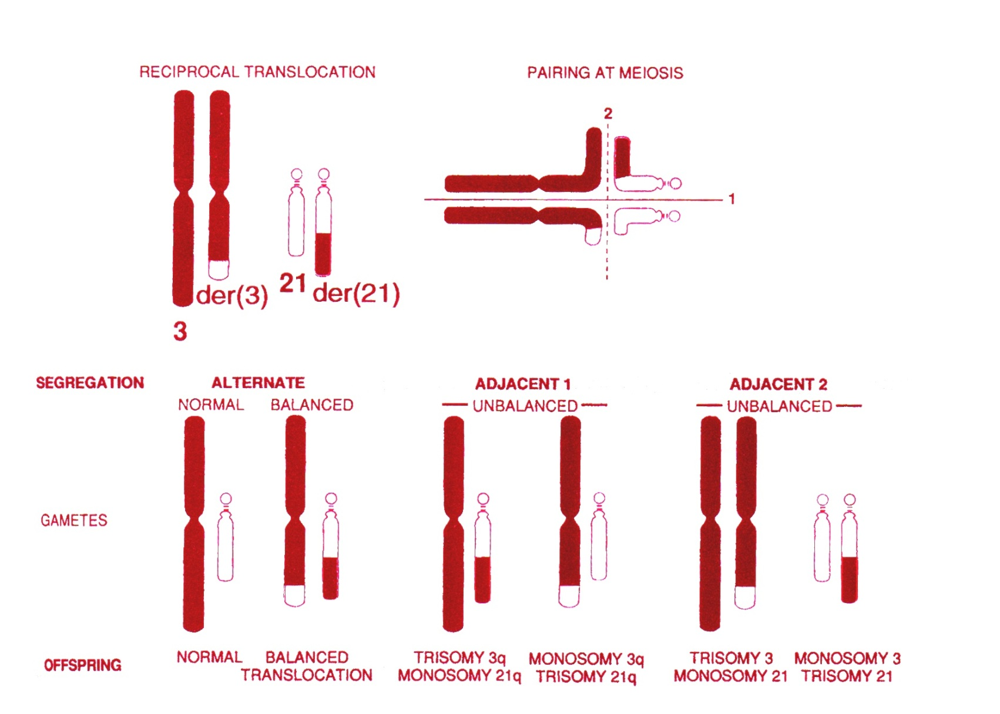 RECIPROCAL TRANSLOCATION
PAIRING AT MEIOSIS
2
1
21
der(3)
der(21)
3
SEGREGATION
ALTERNATE
ADJACENT 1
ADJACENT 2
NORMAL
BALANCED
UNBALANCED
UNBALANCED
GAMETES
OFFSPRING
NORMAL
BALANCED
TRANSLOCATION
TRISOMY 3q
MONOSOMY 21q
MONOSOMY 3q
TRISOMY 21q
TRISOMY 3
MONOSOMY 21
MONOSOMY 3
TRISOMY 21